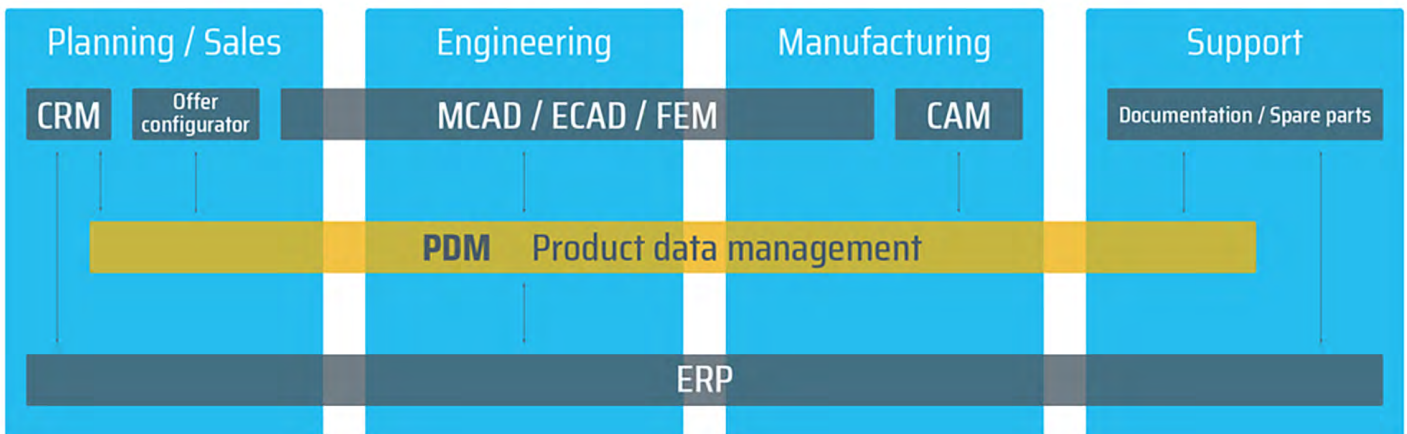 Planning / Sales
Engineering
Manufacturing
Support
CRM
Offer
configurator
MCAD / ECAD / FEM
CAM
Documentation / Spare parts
PDM Product data management
ERP